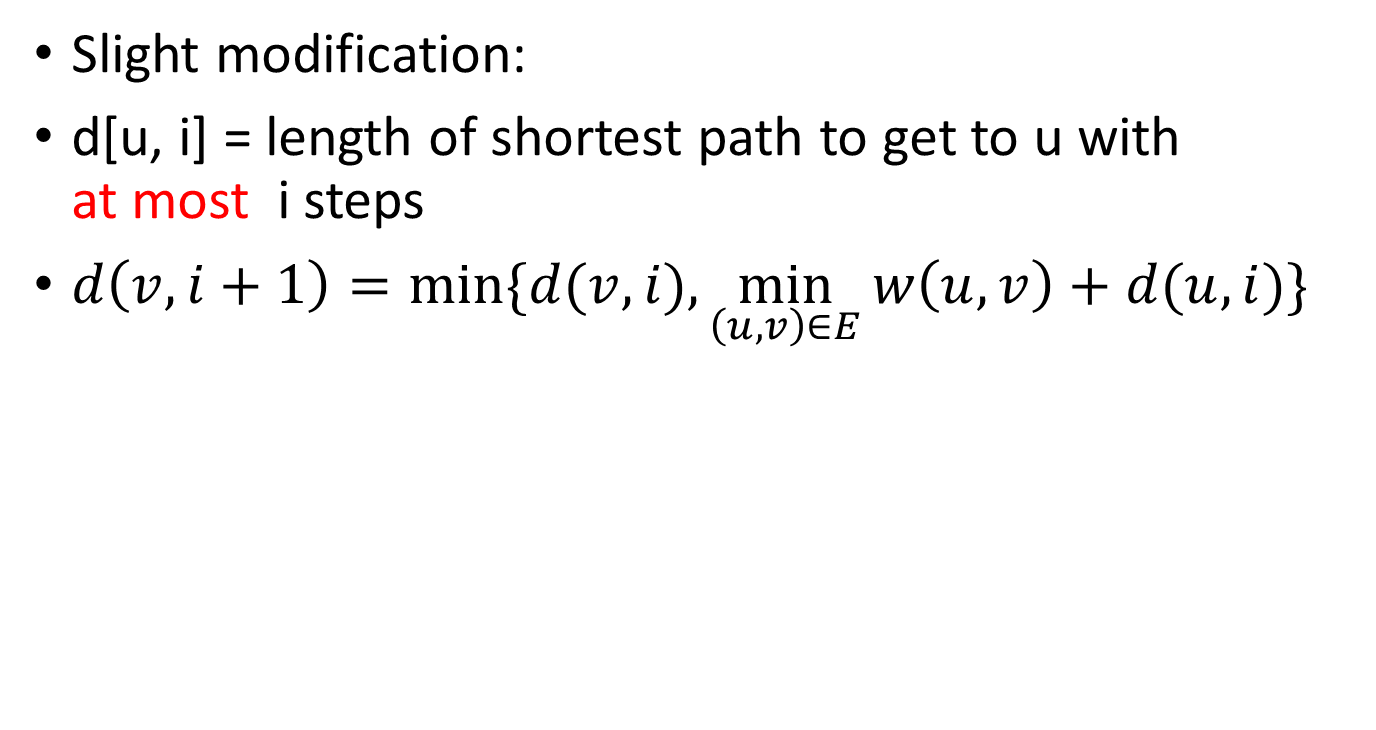 • Slight modification:
• d[u, i] = length of shortest path to get to u with
at most i steps
• 𝑑(𝑣, 𝑖 + 1) = min{𝑑(𝑣, 𝑖), min 𝑤(𝑢, 𝑣) + 𝑑(𝑢, 𝑖)}
(𝑢,𝑣)∈𝐸